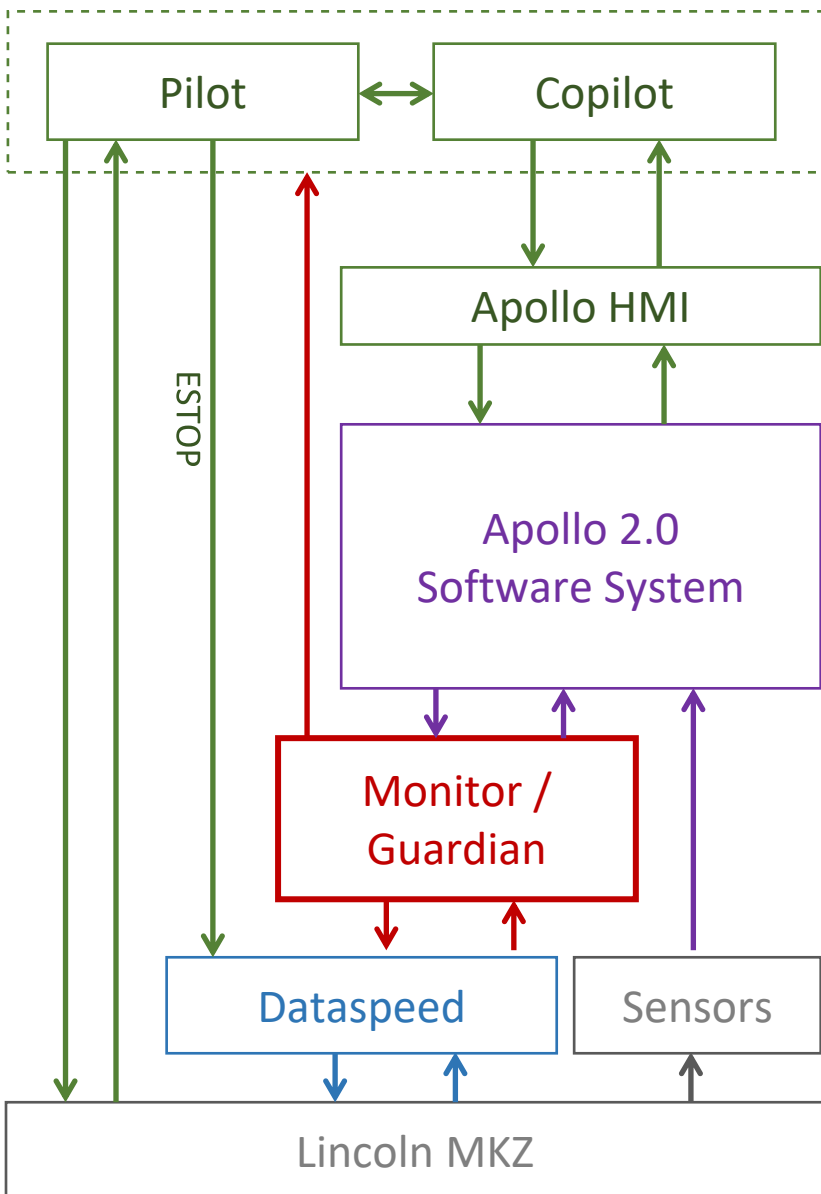 Pilot
Copilot
Apollo HMI
ESTOP
Apollo 2.0
Software System
Monitor /
Guardian
Dataspeed
Sensors
Lincoln MKZ